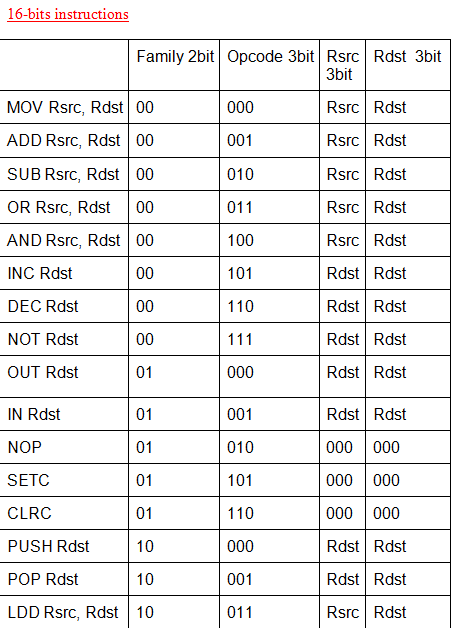 16-bits instructions
Family 2bit Opcode 3bit Rsrc 3bit Rdst 3bit
MOV Rsrc, Rdst 00 000 Rsrc Rdst
ADD Rsrc, Rdst 00 001 Rsrc Rdst
SUB Rsrc, Rdst 00 010 Rsrc Rdst
OR Rsrc, Rdst 00 011 Rsrc Rdst
AND Rsrc, Rdst 00 100 Rsrc Rdst
INC Rdst 00 101 Rdst Rdst
DEC Rdst 00 110 Rdst Rdst
NOT Rdst 00 111 Rdst Rdst
OUT Rdst 01 000 Rdst Rdst
IN Rdst 01 001 Rdst Rdst
NOP 01 010 000 000
SETC 01 101 000 000
CLRC 01 110 000 000
PUSH Rdst 10 000 Rdst Rdst
POP Rdst 10 001 Rdst Rdst
LDD Rsrc, Rdst 10 011 Rsrc Rdst